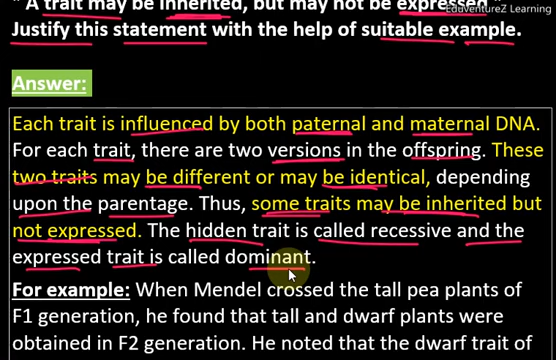 " A trait may be inherited, but may not be expressed "
EduventureZ Learning
Justify this statement with the help of suitable example.
Answer:
Each trait is influenced by both paternal and maternal DNA.
For each trait, there are two versions in the offspring. These
two traits may be different or may be identical, depending
upon the parentage. Thus, some traits may be inherited but
not expressed. The hidden trait is called recessive and the
expressed trait is called dominant.
For example: When Mendel crossed the tall pea plants of
F1 generation, he found that tall and dwarf plants were
obtained in F2 generation. He noted that the dwarf trait of